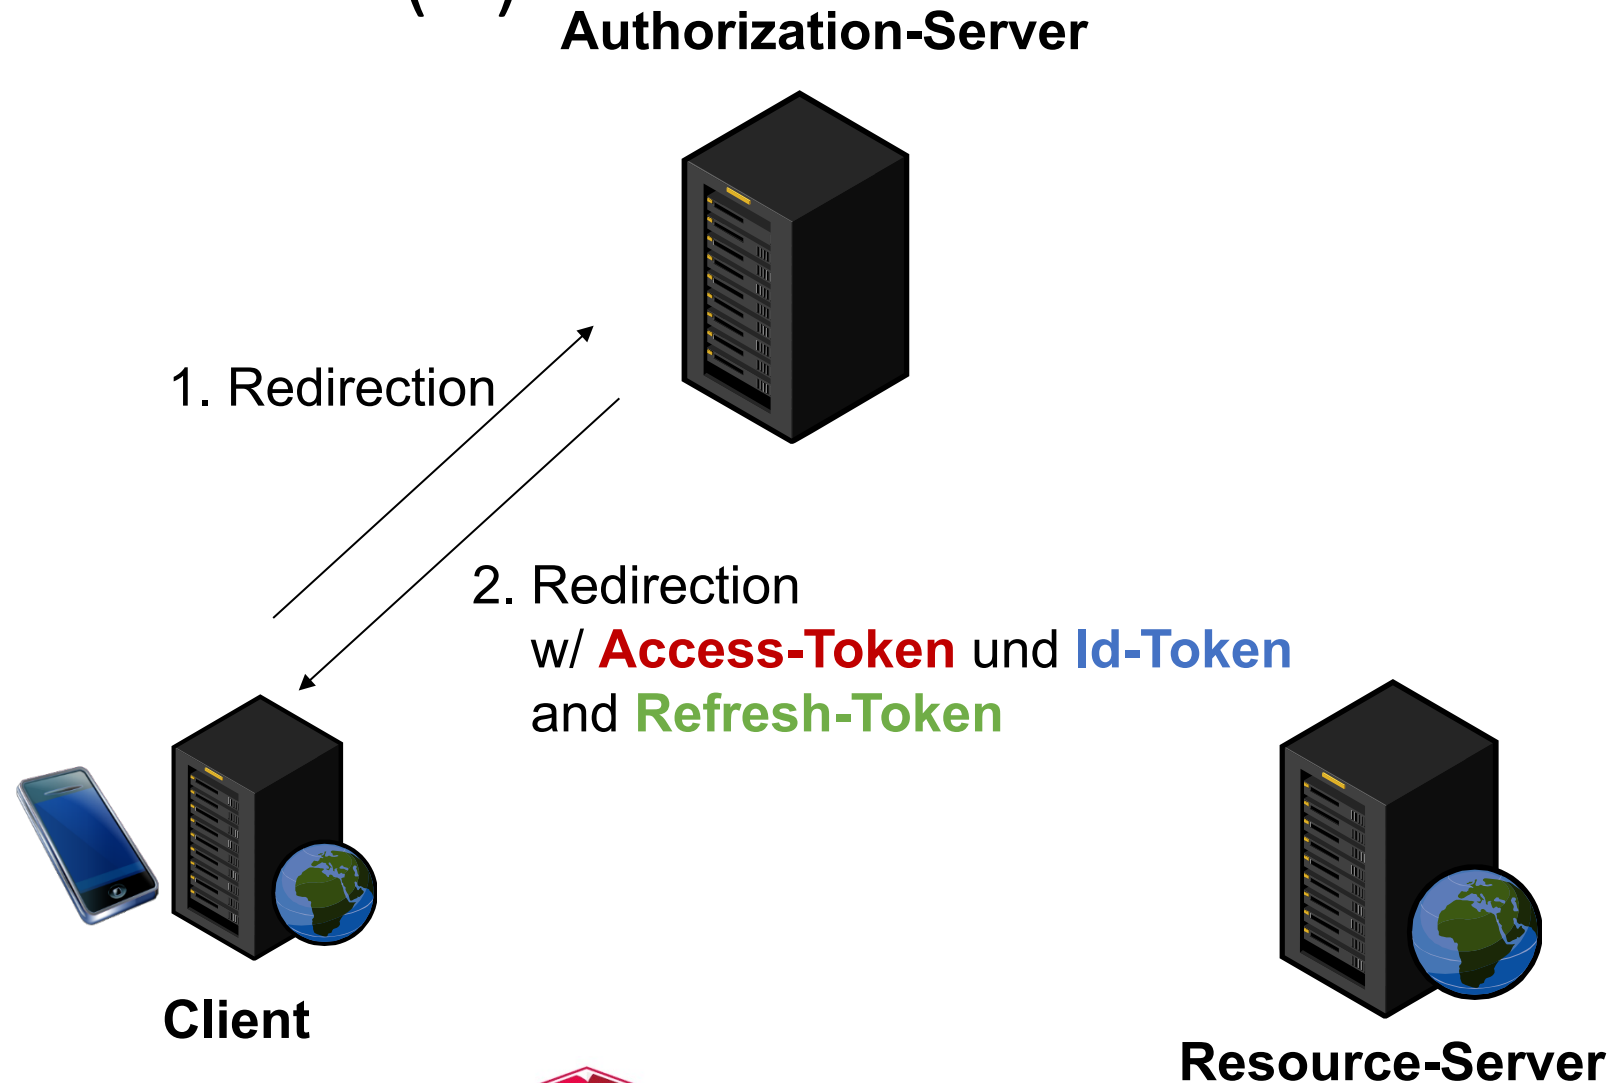 Authorization-Server
1. Redirection
2. Redirection
w/ Access-Token und Id-Token
and Refresh-Token
Client
Resource-Server